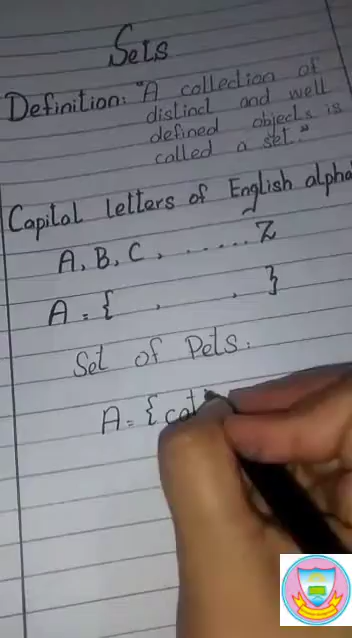 Sets
Definition: "A collection of
distinct and well
defined objects is
called a set."
Capital letters of English alpha
A, B, C, ...... Z
A = { , , }
Set of Pets.
A = {cat